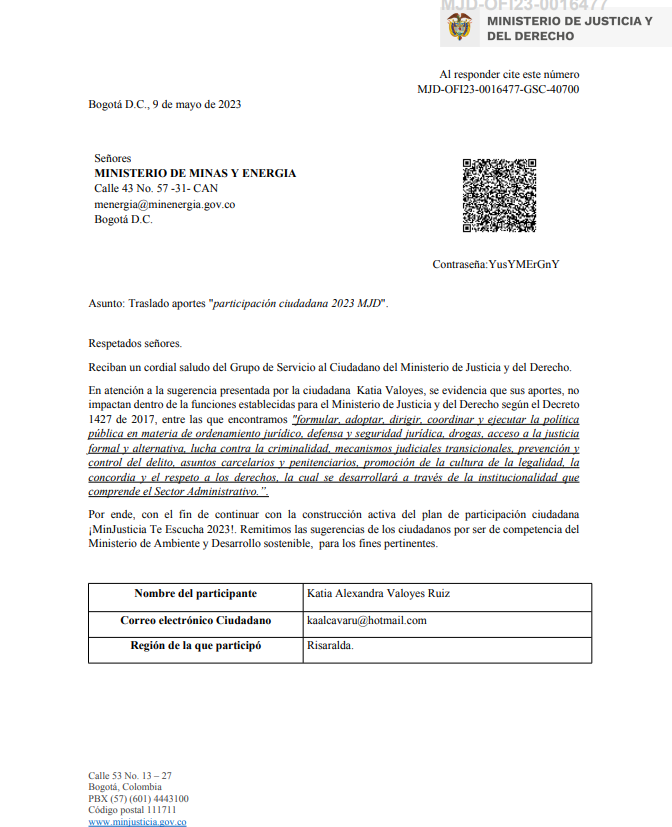 MJD-OFI23-0016477
MINISTERIO DE JUSTICIA Y
DEL DERECHO
Al responder cite este número
MJD-OFI23-0016477-GSC-40700
Bogotá D.C., 9 de mayo de 2023
Señores
MINISTERIO DE MINAS Y ENERGIA
Calle 43 No. 57 -31- CAN
menergia@minenergia.gov.co
Bogotá D.C.
Contraseña:YusYMErGnY
Asunto: Traslado aportes "participación ciudadana 2023 MJD".
Respetados señores.
Reciban un cordial saludo del Grupo de Servicio al Ciudadano del Ministerio de Justicia y del Derecho.
En atención a la sugerencia presentada por la ciudadana Katia Valoyes, se evidencia que sus aportes, no
impactan dentro de la funciones establecidas para el Ministerio de Justicia y del Derecho según el Decreto
1427 de 2017, entre las que encontramos "formular, adoptar, dirigir, coordinar y ejecutar la política
pública en materia de ordenamiento jurídico, defensa y seguridad jurídica, drogas, acceso a la justicia
formal y alternativa, lucha contra la criminalidad, mecanismos judiciales transicionales, prevención y
control del delito, asuntos carcelarios y penitenciarios, promoción de la cultura de la legalidad, la
concordia y el respeto a los derechos, la cual se desarrollará a través de la institucionalidad que
comprende el Sector Administrativo.".
Por ende, con el fin de continuar con la construcción activa del plan de participación ciudadana
¡MinJusticia Te Escucha 2023!. Remitimos las sugerencias de los ciudadanos por ser de competencia del
Ministerio de Ambiente y Desarrollo sostenible, para los fines pertinentes.
Nombre del participante Katia Alexandra Valoyes Ruiz
Correo electrónico Ciudadano kaalcavaru@hotmail.com
Región de la que participó Risaralda.
Calle 53 No. 13 – 27
Bogotá, Colombia
PBX (57) (601) 4443100
Código postal 111711
www.minjusticia.gov.co